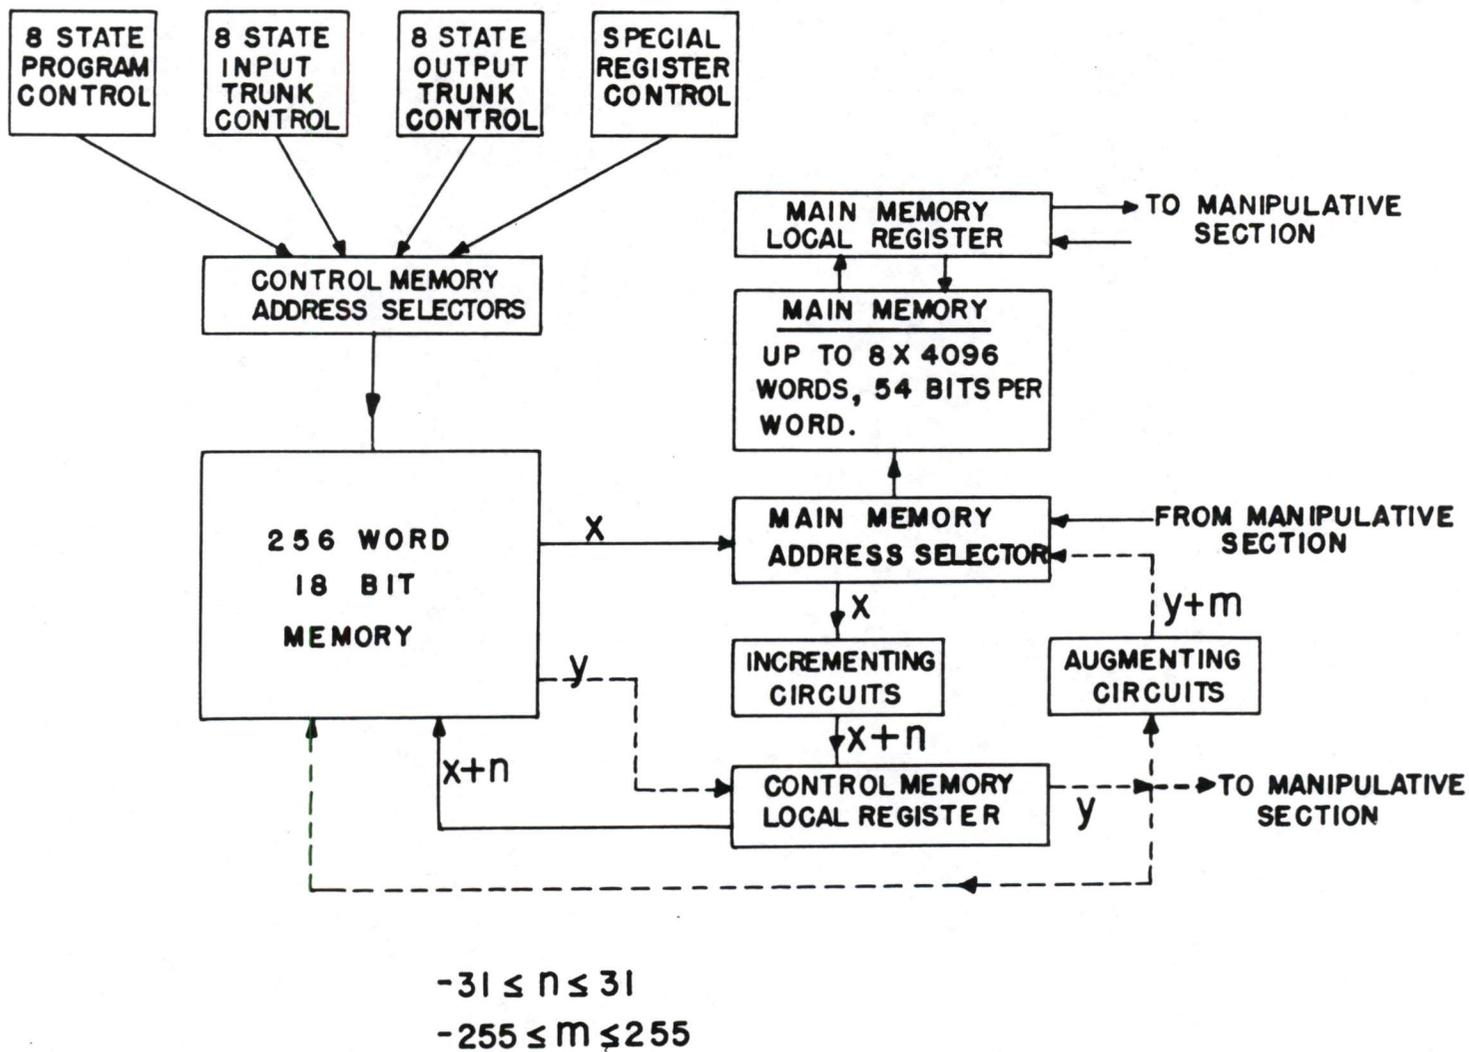 8 STATE
PROGRAM
CONTROL
8 STATE
INPUT
TRUNK
CONTROL
8 STATE
OUTPUT
TRUNK
CONTROL
SPECIAL
REGISTER
CONTROL
CONTROL MEMORY
ADDRESS SELECTORS
MAIN MEMORY
LOCAL REGISTER
TO MANIPULATIVE
SECTION
MAIN MEMORY
UP TO 8 X 4096
WORDS, 54 BITS PER
WORD.
256 WORD
18 BIT
MEMORY
x
MAIN MEMORY
ADDRESS SELECTOR
FROM MANIPULATIVE
SECTION
x
y+m
y
INCREMENTING
CIRCUITS
AUGMENTING
CIRCUITS
x+n
x+n
CONTROL MEMORY
LOCAL REGISTER
y
TO MANIPULATIVE
SECTION
-31 ≤ n ≤ 31
-255 ≤ m ≤ 255